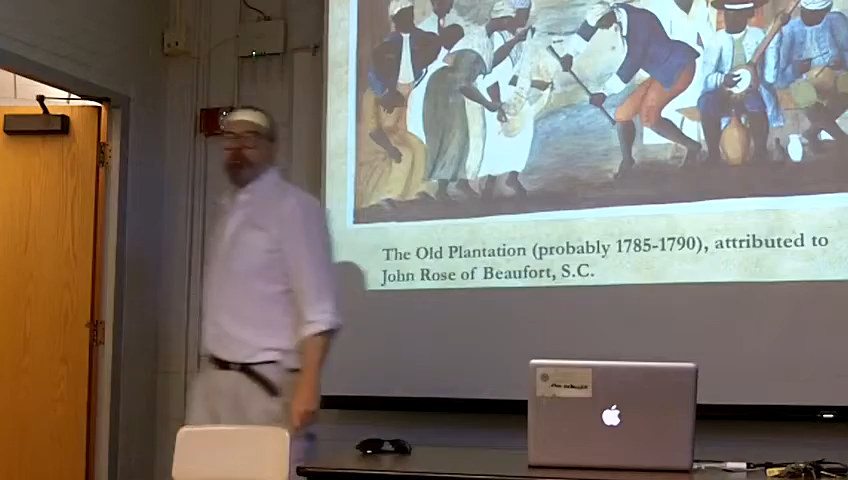 The Old Plantation (probably 1785-1790), attributed to
John Rose of Beaufort, S.C.